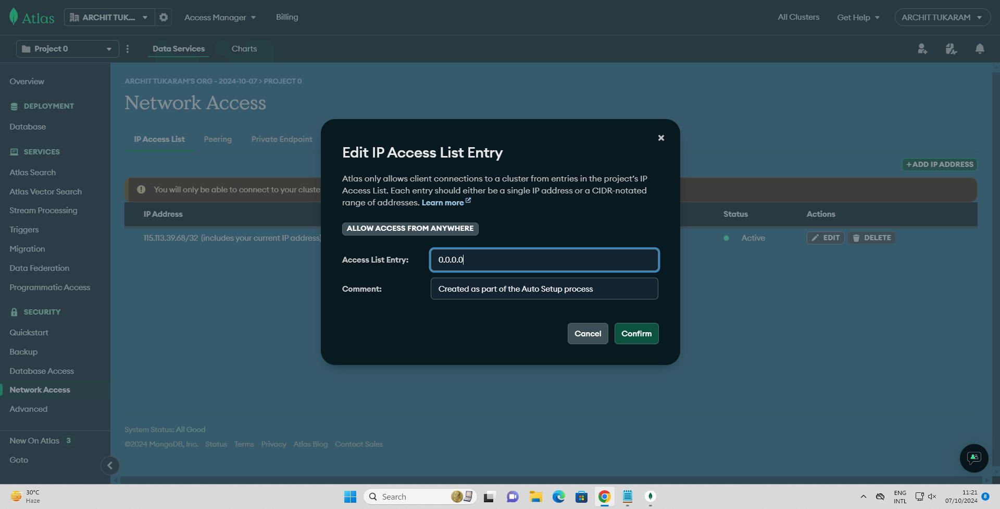 Atlas
ARCHIT TUK...
Access Manager
Billing
All Clusters
Get Help
ARCHIT TUKARAM
Project 0
Data Services
Charts
Overview
DEPLOYMENT
Database
SERVICES
Atlas Search
Atlas Vector Search
Stream Processing
Triggers
Migration
Data Federation
Programmatic Access
SECURITY
Quickstart
Backup
Database Access
Network Access
Advanced
New On Atlas 3
Goto
ARCHIT TUKARAM'S ORG - 2024-10-07 > PROJECT 0
Network Access
IP Access List
Peering
Private Endpoint
+ ADD IP ADDRESS
You will only be able to connect to your cluste
IP Address
Status
Actions
115.113.39.68/32 (includes your current IP address)
Active
EDIT
DELETE
Edit IP Access List Entry
Atlas only allows client connections to a cluster from entries in the project's IP
Access List. Each entry should either be a single IP address or a CIDR-notated
range of addresses. Learn more
ALLOW ACCESS FROM ANYWHERE
Access List Entry:
0.0.0.0
Comment:
Created as part of the Auto Setup process
Cancel
Confirm
System Status: All Good
©2024 MongoDB, Inc. Status Terms Privacy Atlas Blog Contact Sales
30°C
Haze
Search
ENG
INTL
11:21
07/10/2024
8